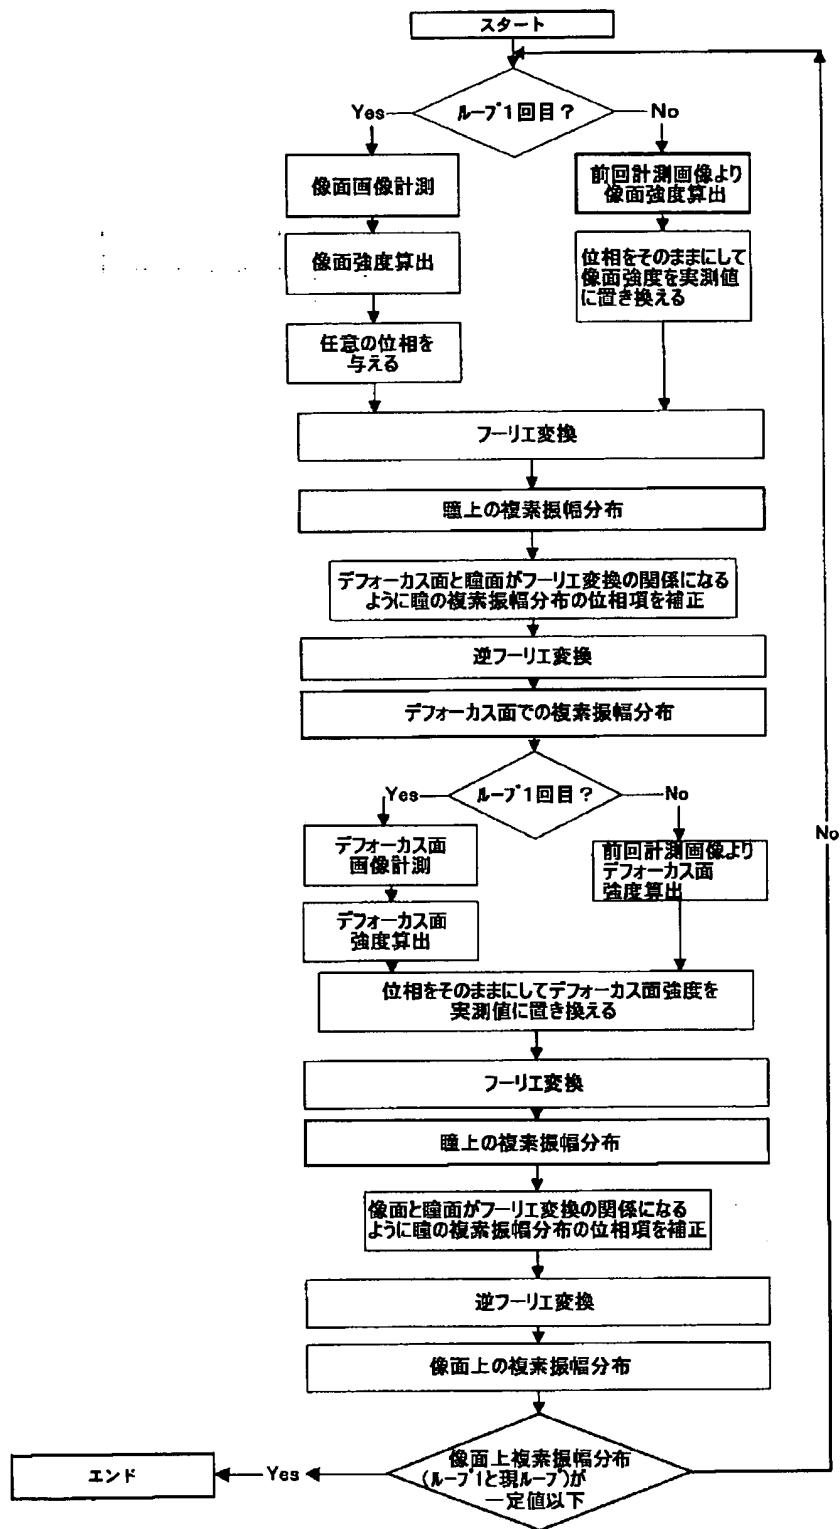 スタート
ループ1回目？
Yes
No
像面画像計測
前回計測画像より
像面強度算出
像面強度算出
位相をそのままにして
像面強度を実測値
に置き換える
任意の位相を
与える
フーリエ変換
瞳上の複素振幅分布
デフォーカス面と瞳面がフーリエ変換の関係になる
ように瞳の複素振幅分布の位相項を補正
逆フーリエ変換
デフォーカス面での複素振幅分布
ループ1回目？
Yes
No
No
デフォーカス面
画像計測
前回計測画像より
デフォーカス面
強度算出
デフォーカス面
強度算出
位相をそのままにしてデフォーカス面強度を
実測値に置き換える
フーリエ変換
瞳上の複素振幅分布
像面と瞳面がフーリエ変換の関係になる
ように瞳の複素振幅分布の位相項を補正
逆フーリエ変換
像面上の複素振幅分布
像面上複素振幅分布
(ループ1と現ループ)が
一定値以下
Yes
エンド